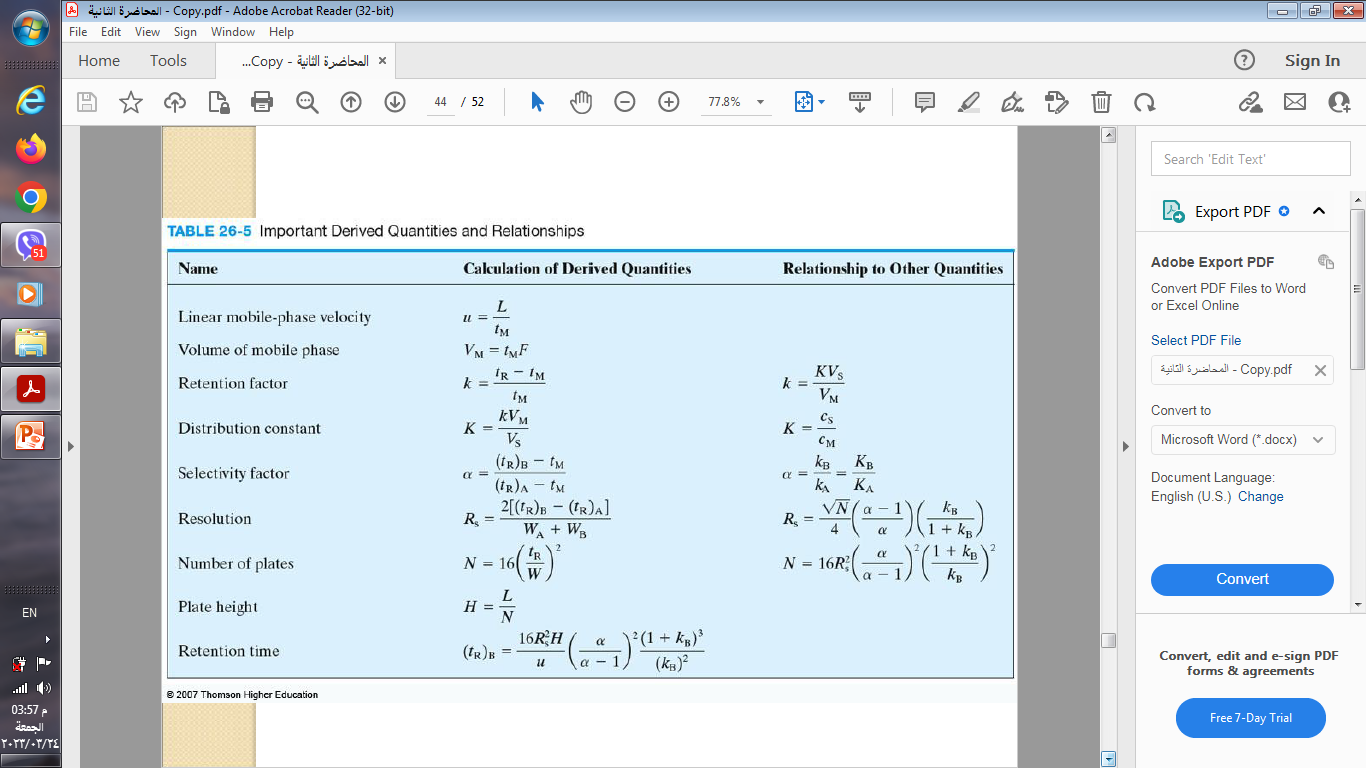 المحاضرة الثانية - Copy.pdf - Adobe Acrobat Reader (32-bit)
File Edit View Sign Window Help
Home Tools المحاضرة الثانية - Copy... ×
? Sign In
44 / 52 77.8%
Search 'Edit Text'
Export PDF
Adobe Export PDF
Convert PDF Files to Word
or Excel Online
Select PDF File
المحاضرة الثانية - Copy.pdf
Convert to
Microsoft Word (*.docx)
Document Language:
English (U.S.) Change
Convert
Convert, edit and e-sign PDF
forms & agreements
Free 7-Day Trial
TABLE 26-5 Important Derived Quantities and Relationships
Name Calculation of Derived Quantities Relationship to Other Quantities
Linear mobile-phase velocity u = L/t_M
Volume of mobile phase V_M = t_M F
Retention factor k = (t_R − t_M)/t_M k = KV_S/V_M
Distribution constant K = kV_M/V_S K = c_S/c_M
Selectivity factor α = ((t_R)_B − t_M)/((t_R)_A − t_M) α = k_B/k_A = K_B/K_A
Resolution R_s = 2[(t_R)_B − (t_R)_A]/(W_A + W_B) R_s = (√N/4)((α − 1)/α)(k_B/(1 + k_B))
Number of plates N = 16(t_R/W)² N = 16R_s²(α/(α − 1))²((1 + k_B)/k_B)²
Plate height H = L/N
Retention time (t_R)_B = (16R_s²H/u)(α/(α − 1))² (1 + k_B)³/(k_B)²
© 2007 Thomson Higher Education
51
EN
03:57 م
الجمعة
٢٠٢٣/٠٣/٢٤